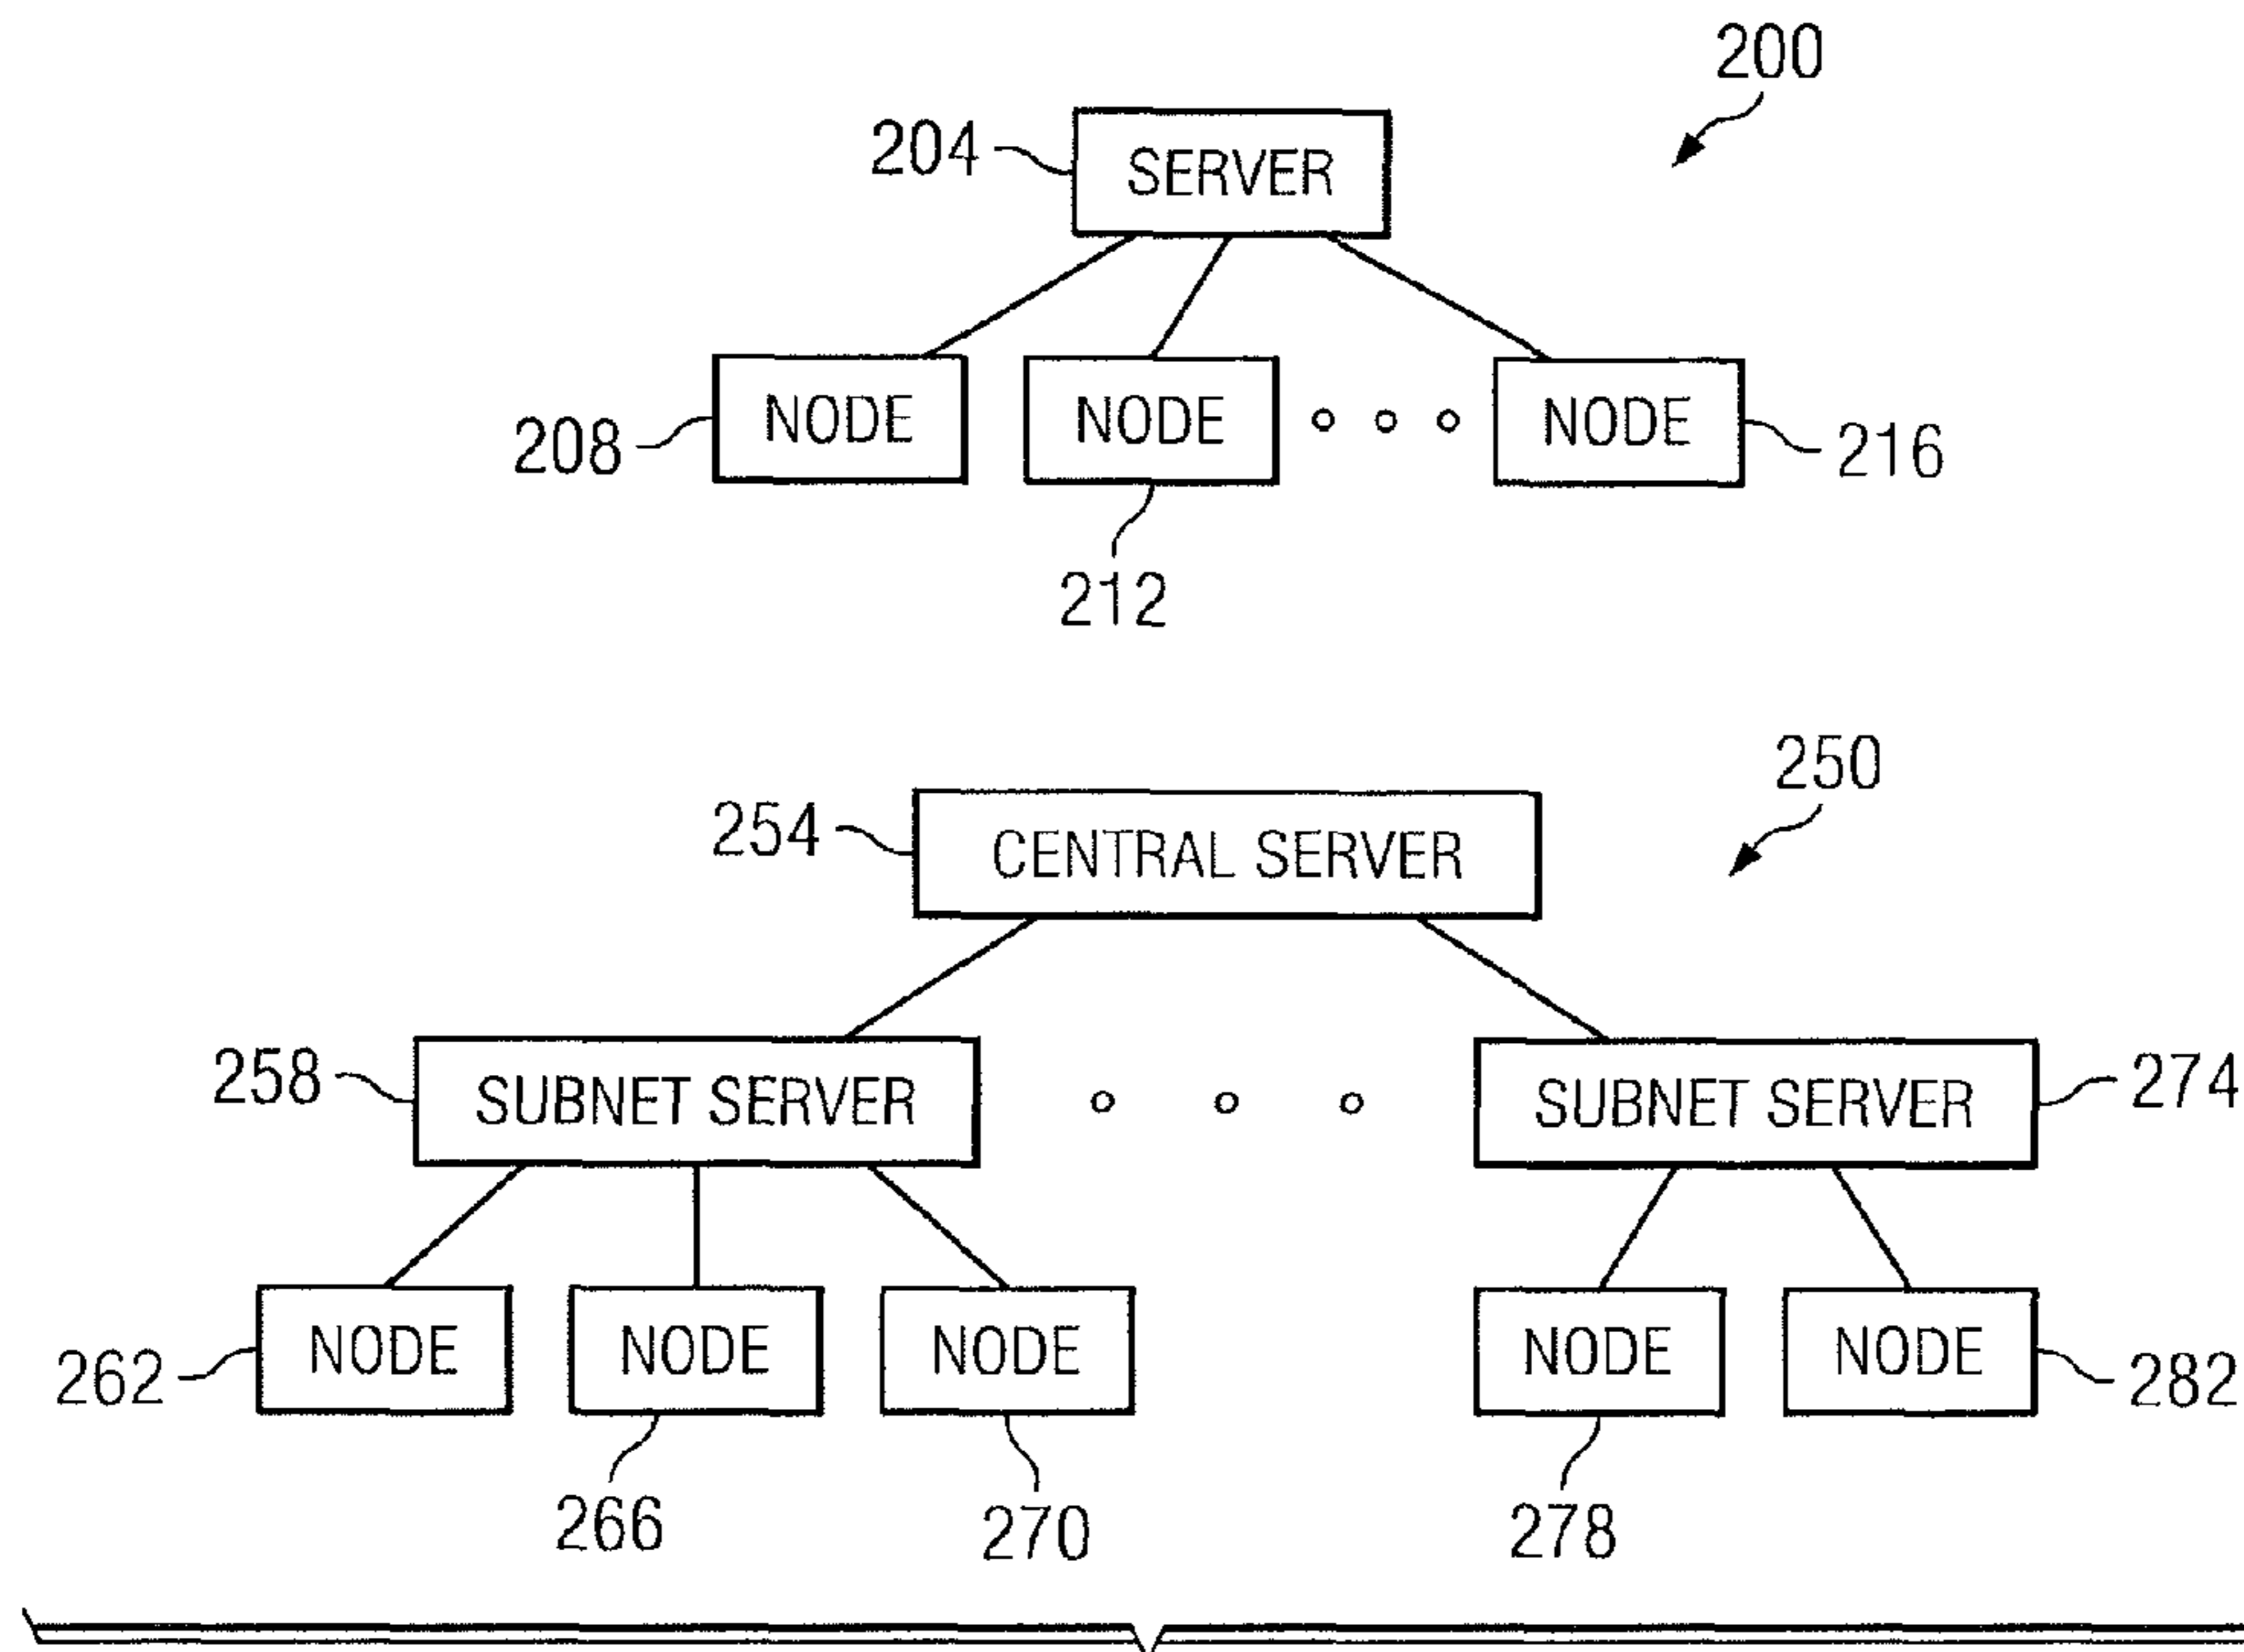 200
204 SERVER
208 NODE NODE NODE 216
212
250
254 CENTRAL SERVER
258 SUBNET SERVER SUBNET SERVER 274
262 NODE NODE NODE NODE NODE 282
266 270 278